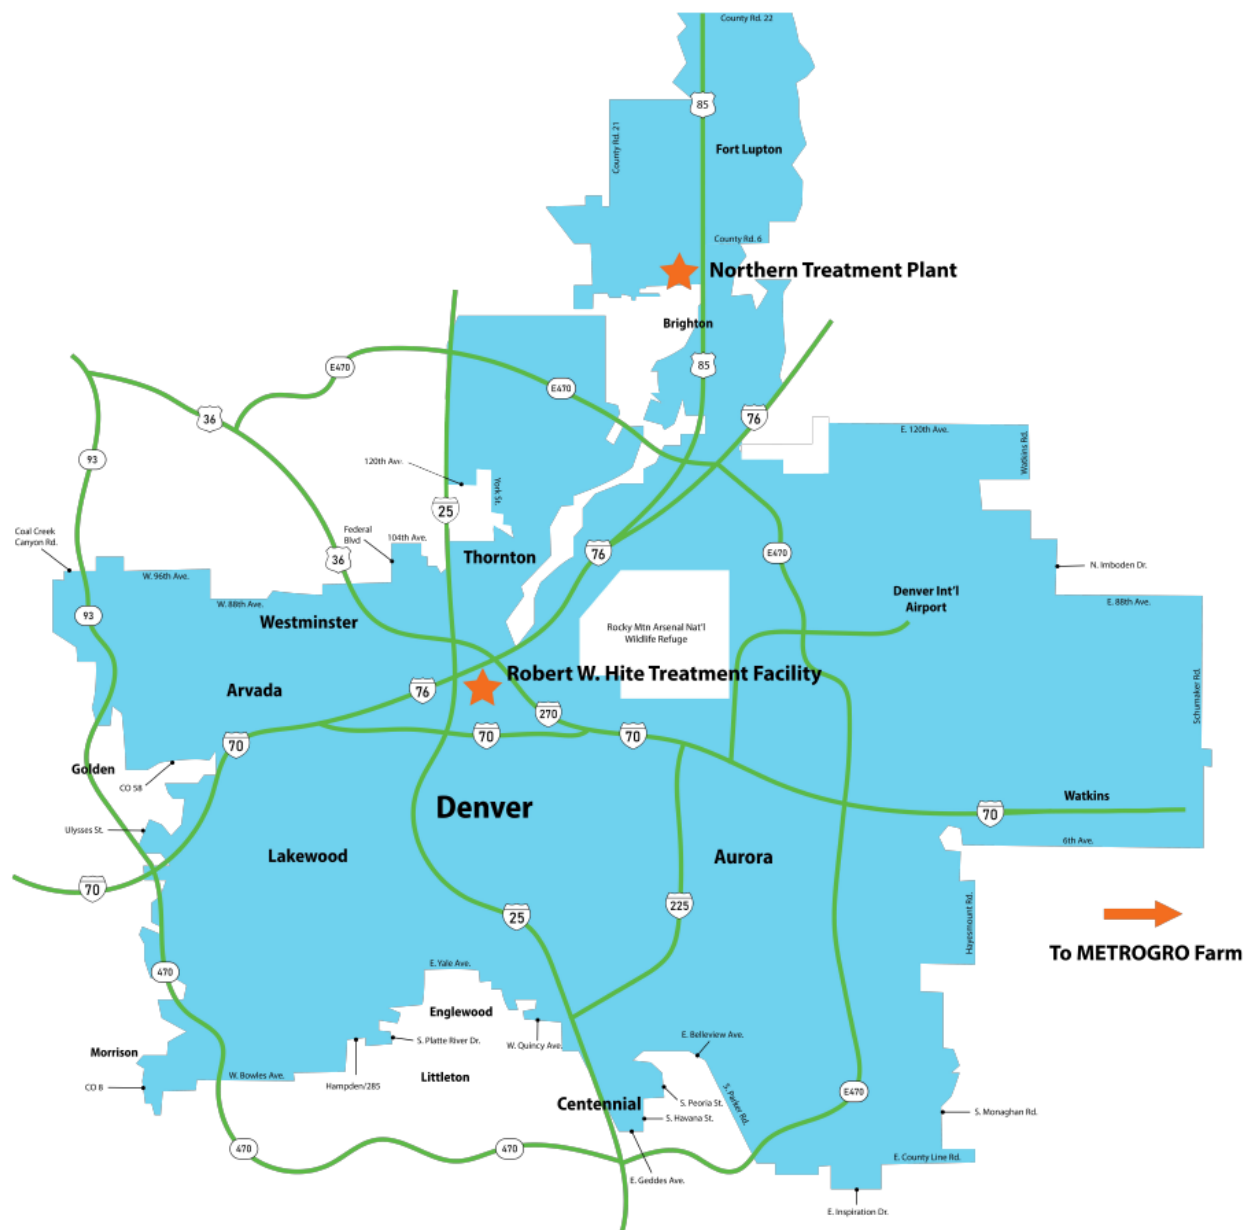 County Rd. 22
85
County Rd. 21
Fort Lupton
County Rd. 6
Northern Treatment Plant
Brighton
85
E470
E470
36
76
E. 120th Ave.
Watkins Rd.
93
120th Ave.
York St.
25
Coal Creek
Canyon Rd.
Federal
Blvd
104th Ave.
36
Thornton
76
E470
N. Imboden Dr.
W. 96th Ave.
W. 88th Ave.
Denver Int'l
Airport
E. 88th Ave.
93
Westminster
Rocky Mtn Arsenal Nat'l
Wildlife Refuge
Robert W. Hite Treatment Facility
Arvada
76
Schumaker Rd.
270
70
70
70
Golden
CO 58
Watkins
Denver
70
Ulysses St.
6th Ave.
Lakewood
Aurora
70
225
25
Hayesmount Rd.
To METROGRO Farm
470
E. Yale Ave.
Englewood
W. Quincy Ave.
E. Belleview Ave.
S. Platte River Dr.
Morrison
W. Bowles Ave.
Hampden/285
Littleton
CO 8
E470
S. Parker Rd.
Centennial
S. Peoria St.
S. Havana St.
S. Monaghan Rd.
470
470
E. County Line Rd.
E. Geddes Ave.
E. Inspiration Dr.